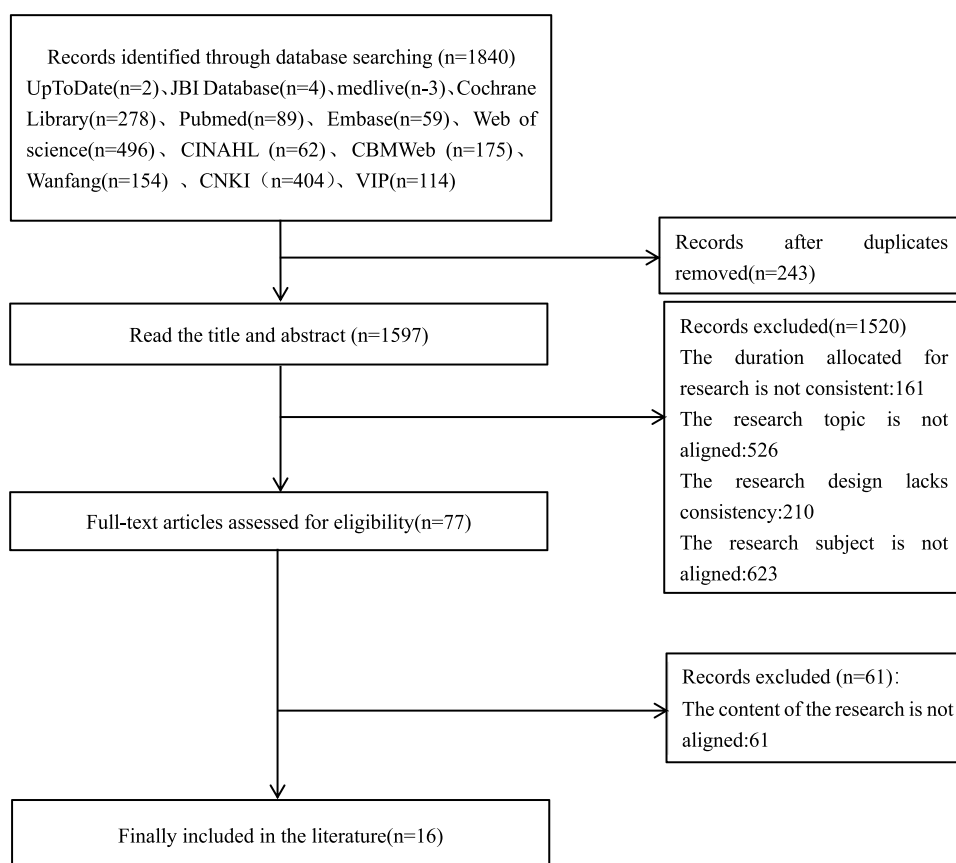 Records identified through database searching (n=1840)
UpToDate(n=2)、JBI Database(n=4)、medlive(n-3)、Cochrane
Library(n=278)、Pubmed(n=89)、Embase(n=59)、Web of
science(n=496)、CINAHL (n=62)、CBMWeb (n=175)、
Wanfang(n=154) 、CNKI（n=404)、VIP(n=114)
Records after duplicates
removed(n=243)
Read the title and abstract (n=1597)
Records excluded(n=1520)
The duration allocated for
research is not consistent:161
The research topic is not
aligned:526
The research design lacks
consistency:210
The research subject is not
aligned:623
Full-text articles assessed for eligibility(n=77)
Records excluded (n=61)：
The content of the research is not
aligned:61
Finally included in the literature(n=16)